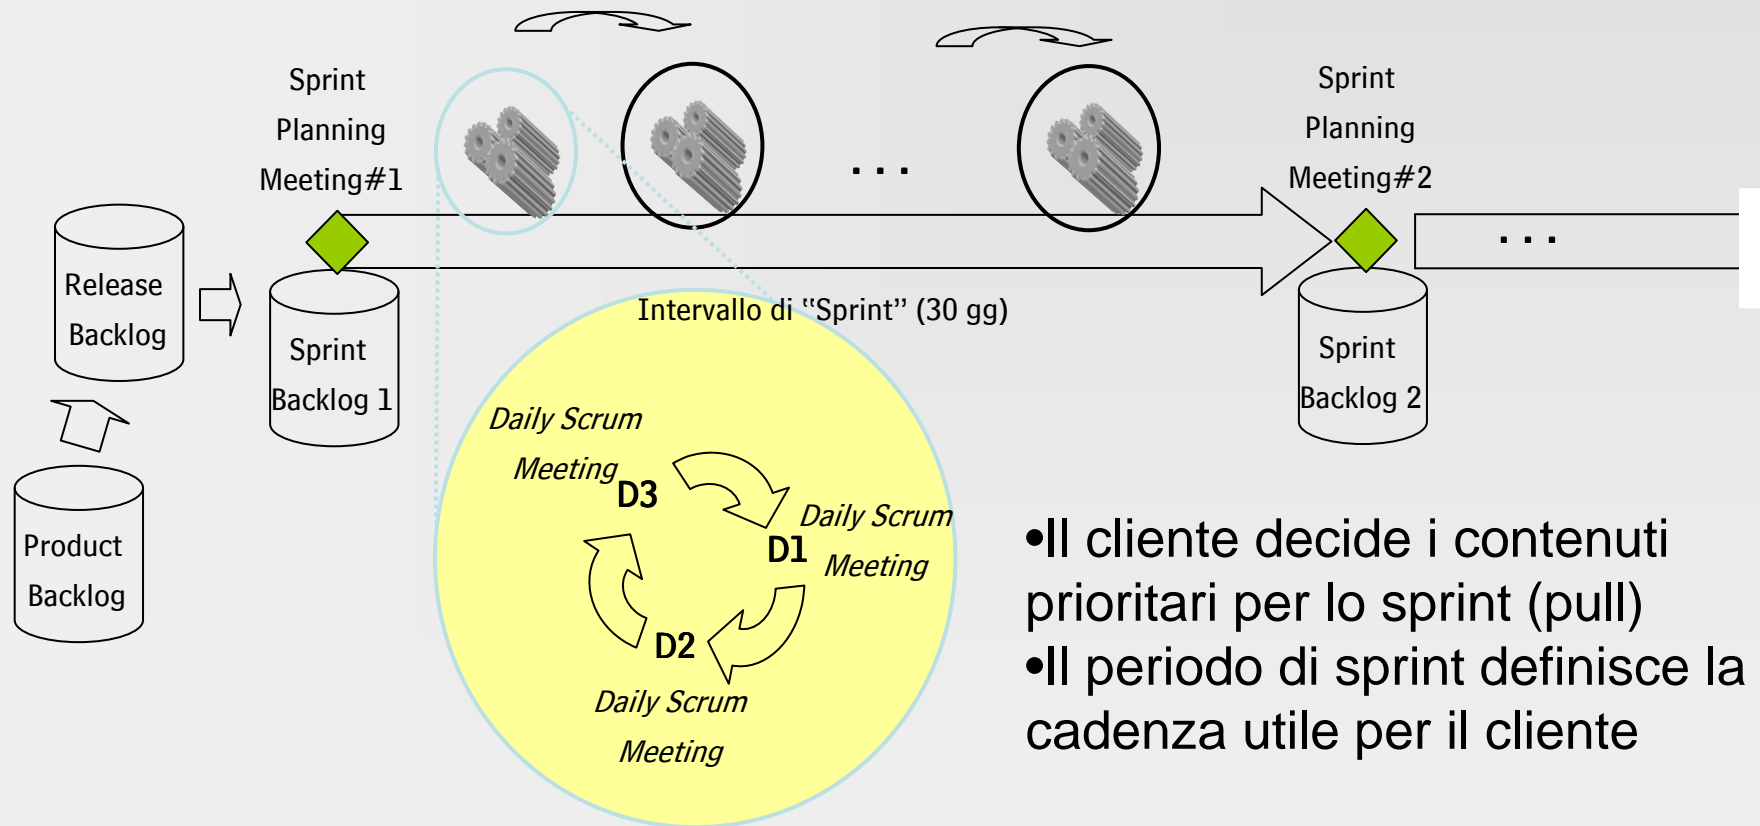 Sprint
Planning
Meeting#1
Sprint
Planning
Meeting#2
. . .
. . .
Release
Backlog
Sprint
Backlog 1
Product
Backlog
Intervallo di “Sprint” (30 gg)
Sprint
Backlog 2
Daily Scrum
Meeting
D3
Daily Scrum
D1
Meeting
D2
Daily Scrum
Meeting
•Il cliente decide i contenuti
prioritari per lo sprint (pull)
•Il periodo di sprint definisce la
cadenza utile per il cliente